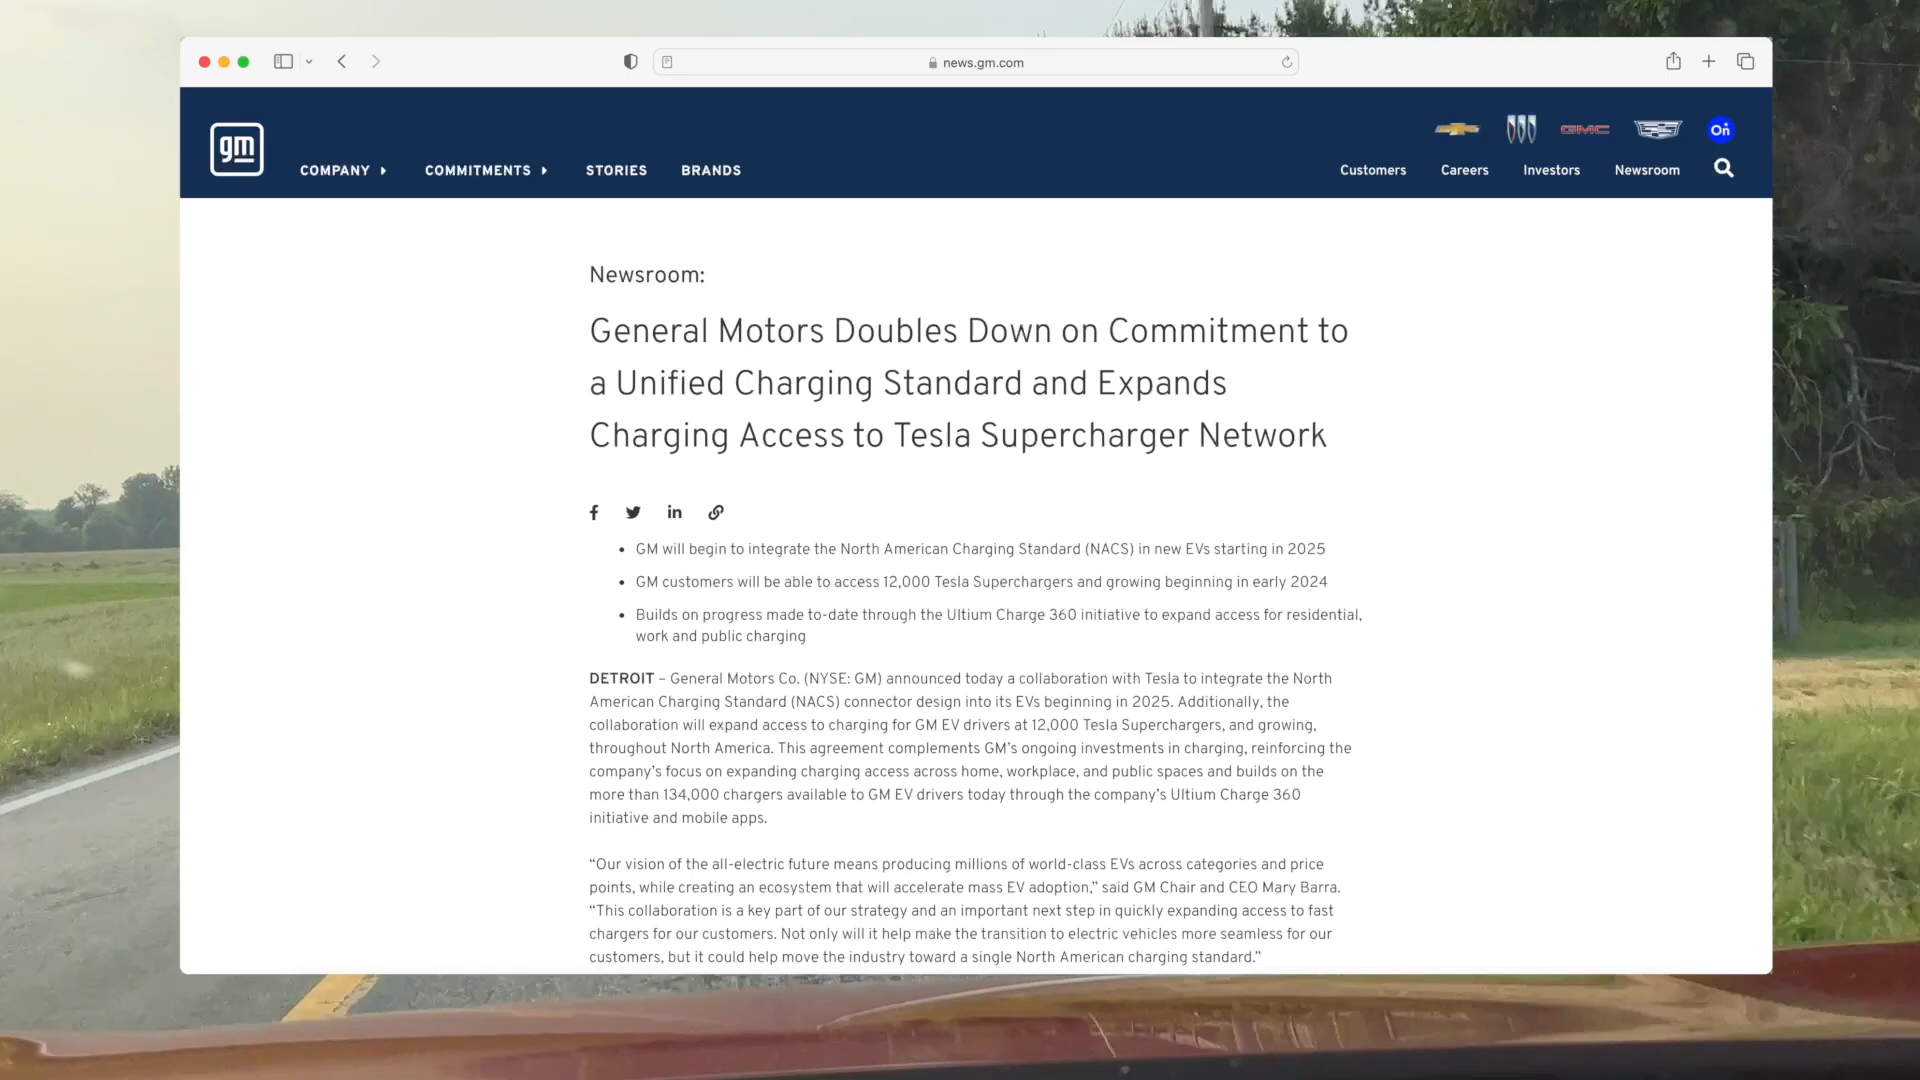 news.gm.com
On
gm
COMPANY
COMMITMENTS
STORIES
BRANDS
GMC
Customers
Careers
Investors
Newsroom
Newsroom:
General Motors Doubles Down on Commitment to
a Unified Charging Standard and Expands
Charging Access to Tesla Supercharger Network
• GM will begin to integrate the North American Charging Standard (NACS) in new EVs starting in 2025
• GM customers will be able to access 12,000 Tesla Superchargers and growing beginning in early 2024
• Builds on progress made to-date through the Ultium Charge 360 initiative to expand access for residential,
work and public charging
DETROIT – General Motors Co. (NYSE: GM) announced today a collaboration with Tesla to integrate the North
American Charging Standard (NACS) connector design into its EVs beginning in 2025. Additionally, the
collaboration will expand access to charging for GM EV drivers at 12,000 Tesla Superchargers, and growing,
throughout North America. This agreement complements GM’s ongoing investments in charging, reinforcing the
company’s focus on expanding charging access across home, workplace, and public spaces and builds on the
more than 134,000 chargers available to GM EV drivers today through the company’s Ultium Charge 360
initiative and mobile apps.
“Our vision of the all-electric future means producing millions of world-class EVs across categories and price
points, while creating an ecosystem that will accelerate mass EV adoption,” said GM Chair and CEO Mary Barra.
“This collaboration is a key part of our strategy and an important next step in quickly expanding access to fast
chargers for our customers. Not only will it help make the transition to electric vehicles more seamless for our
customers, but it could help move the industry toward a single North American charging standard.”